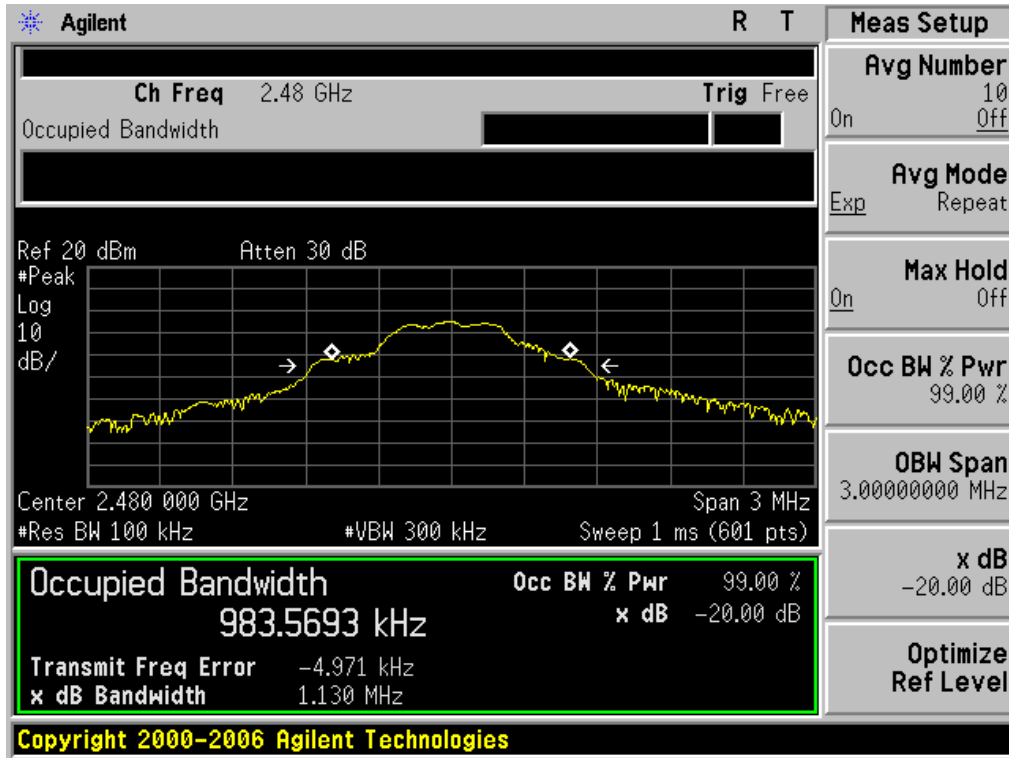 Agilent R T
Ch Freq 2.48 GHz Trig Free
Occupied Bandwidth
Ref 20 dBm Atten 30 dB
#Peak
Log
10
dB/
Center 2.480 000 GHz Span 3 MHz
#Res BW 100 kHz #VBW 300 kHz Sweep 1 ms (601 pts)
Occupied Bandwidth
983.5693 kHz
Occ BW % Pwr 99.00 %
x dB -20.00 dB
Transmit Freq Error -4.971 kHz
x dB Bandwidth 1.130 MHz
Copyright 2000-2006 Agilent Technologies
Meas Setup
Avg Number
10
On Off
Avg Mode
Exp Repeat
Max Hold
On Off
Occ BW % Pwr
99.00 %
OBW Span
3.00000000 MHz
x dB
-20.00 dB
Optimize
Ref Level